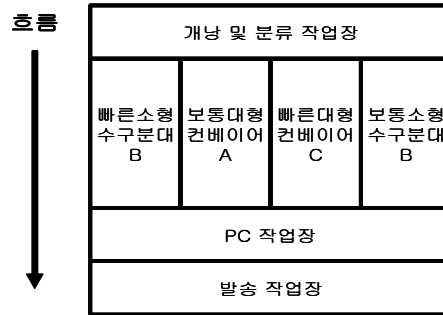 흐름
개낭 및 분류 작업장
빠른소형
수구분대
B
보통대형
컨베이어
A
빠른대형
컨베이어
C
보통소형
수구분대
B
PC 작업장
발송 작업장